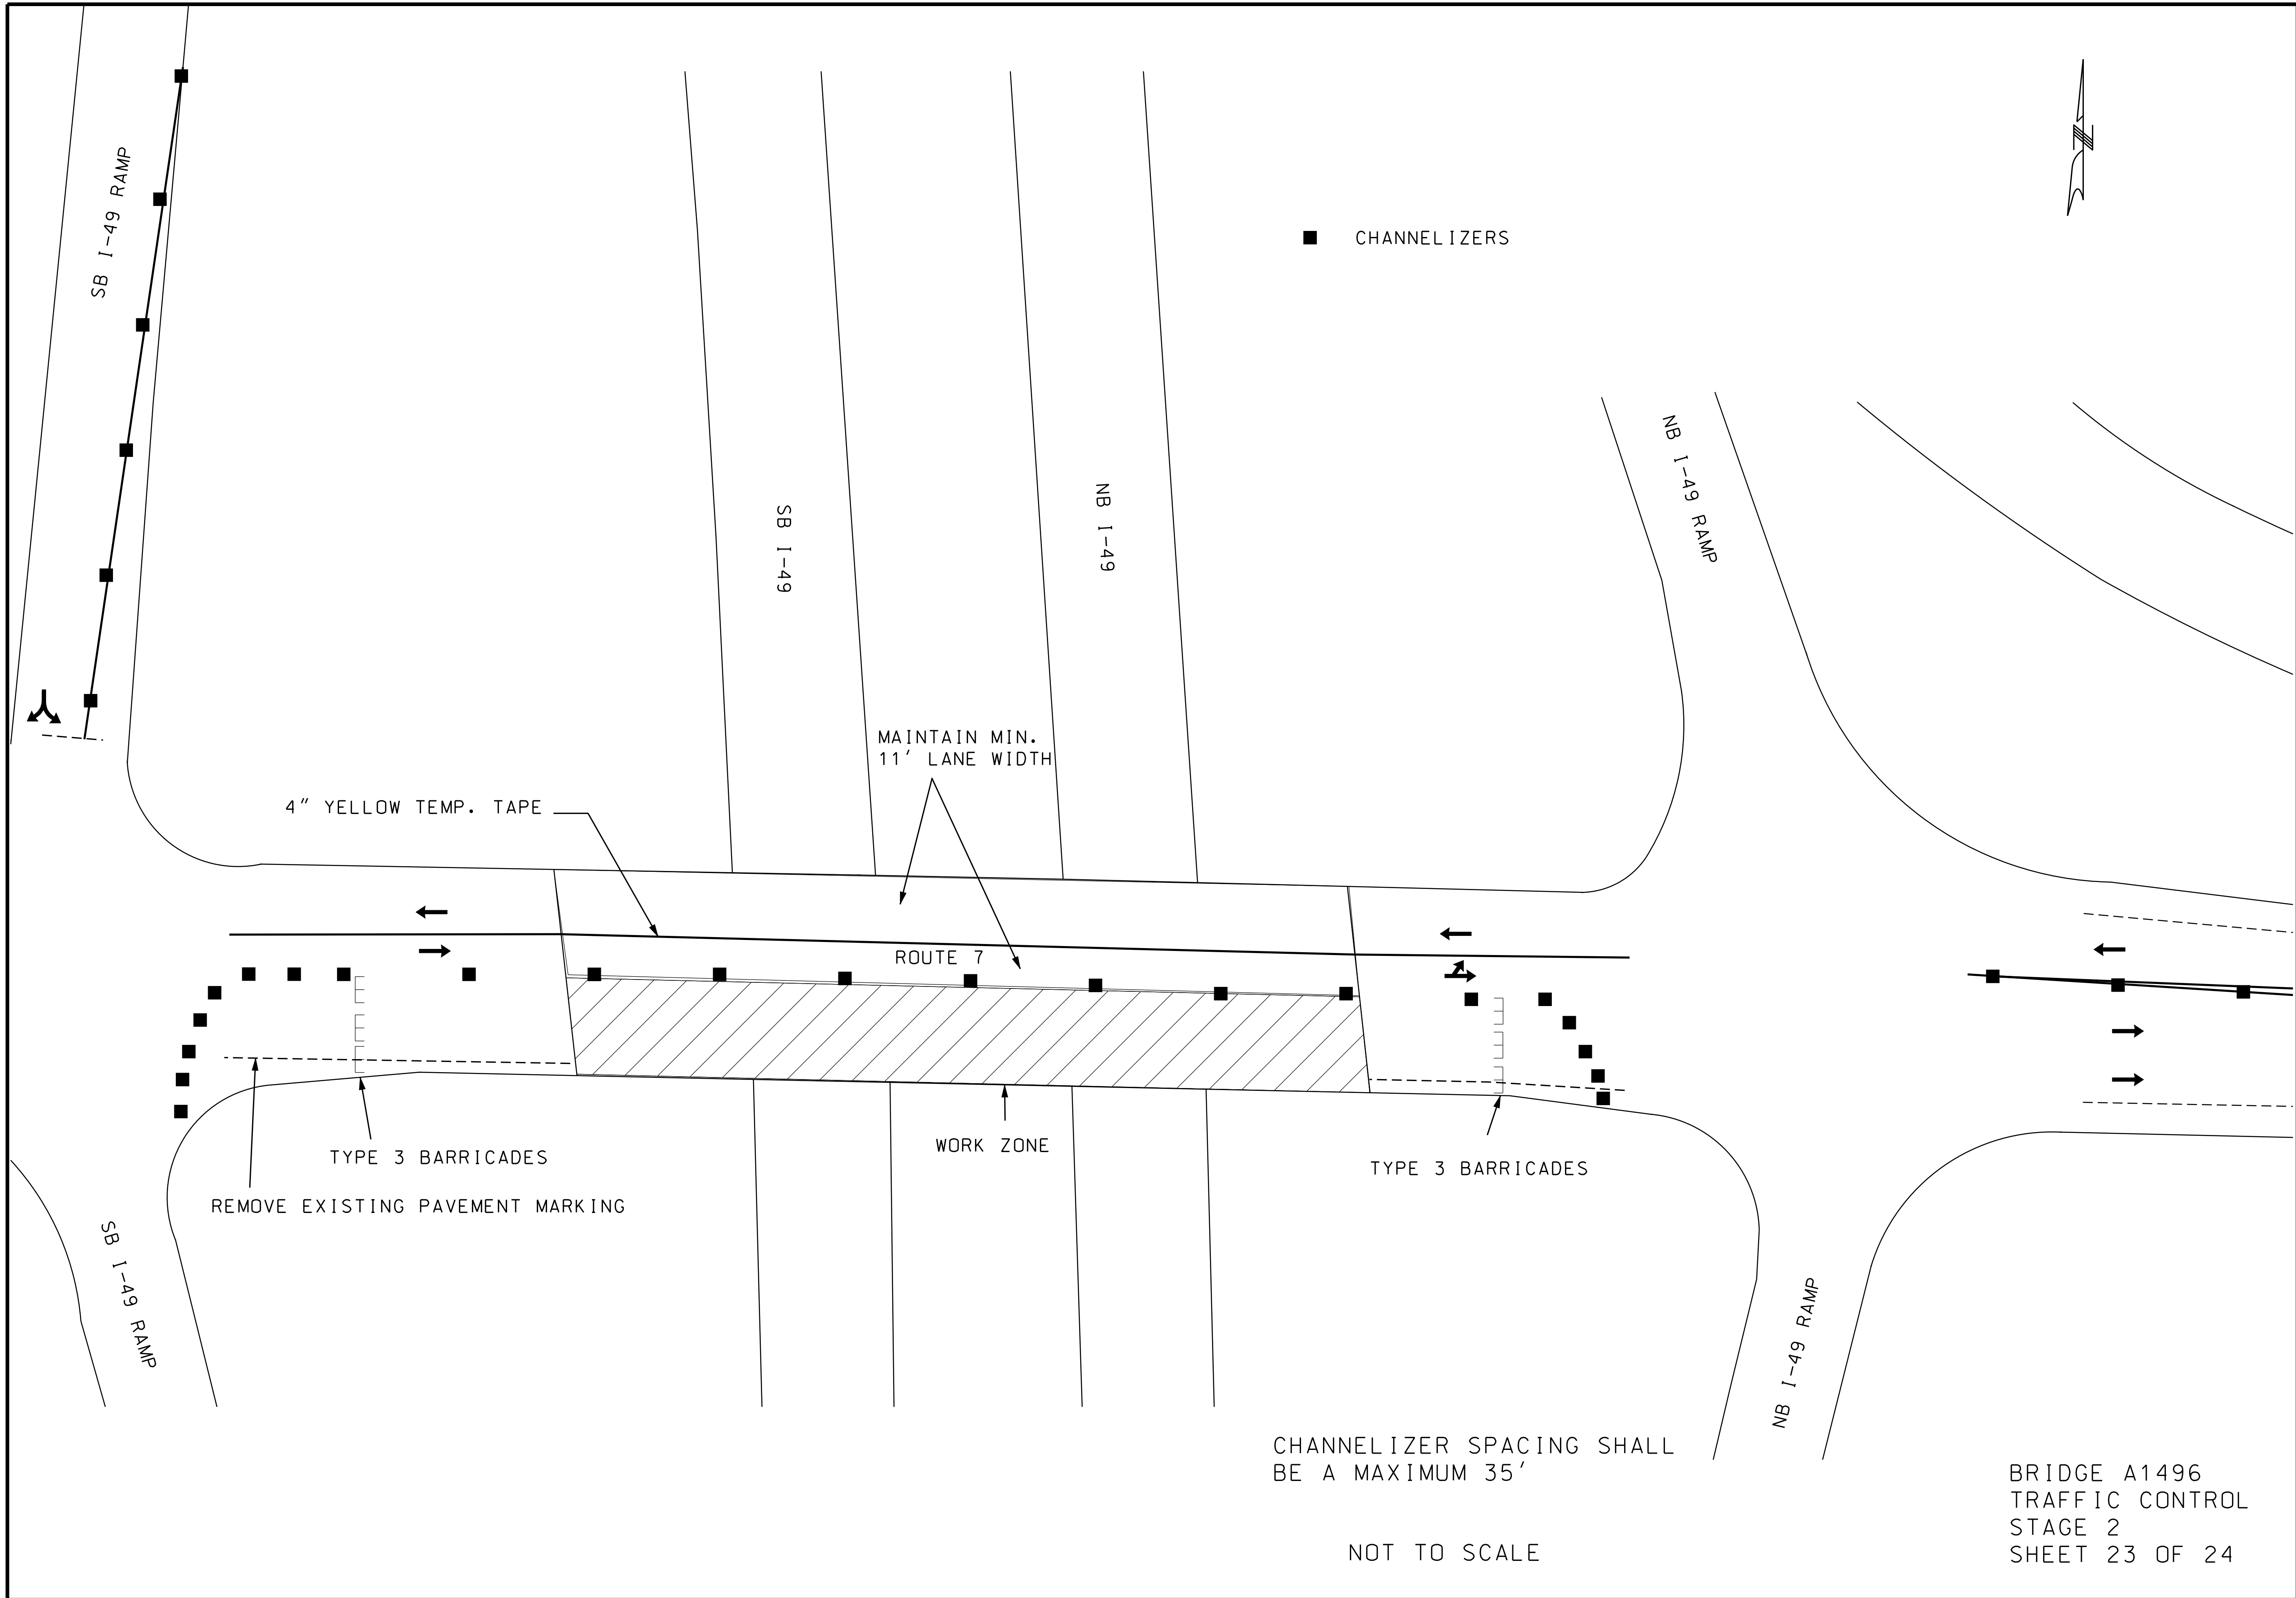 SB I-49 RAMP
N
CHANNELIZERS
NB I-49 RAMP
SB I-49
NB I-49
MAINTAIN MIN.
11' LANE WIDTH
4" YELLOW TEMP. TAPE
ROUTE 7
WORK ZONE
TYPE 3 BARRICADES
TYPE 3 BARRICADES
REMOVE EXISTING PAVEMENT MARKING
SB I-49 RAMP
NB I-49 RAMP
CHANNELIZER SPACING SHALL
BE A MAXIMUM 35'
NOT TO SCALE
BRIDGE A1496
TRAFFIC CONTROL
STAGE 2
SHEET 23 OF 24